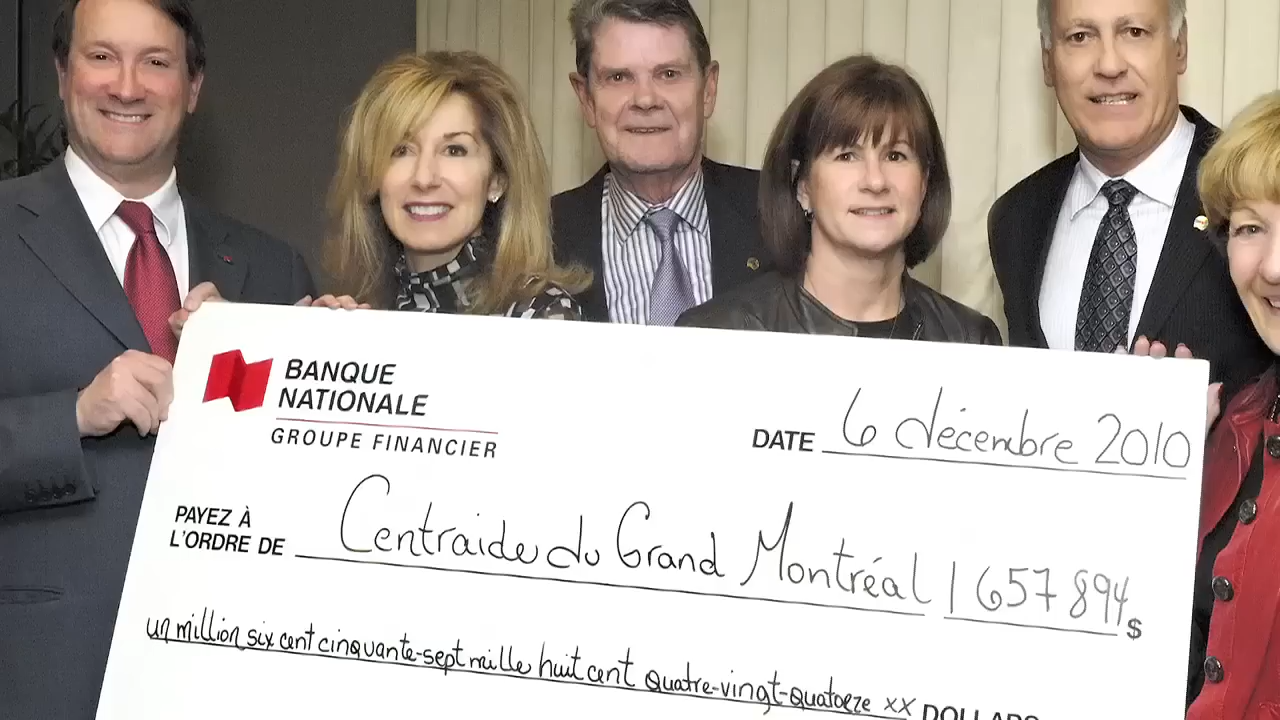 BANQUE
NATIONALE
GROUPE FINANCIER
DATE 6 décembre 2010
PAYEZ À
L'ORDRE DE Centraide du Grand Montréal 1 657 894 $
un million six cent cinquante-sept mille huit cent quatre-vingt-quatorze xx DOLLARS